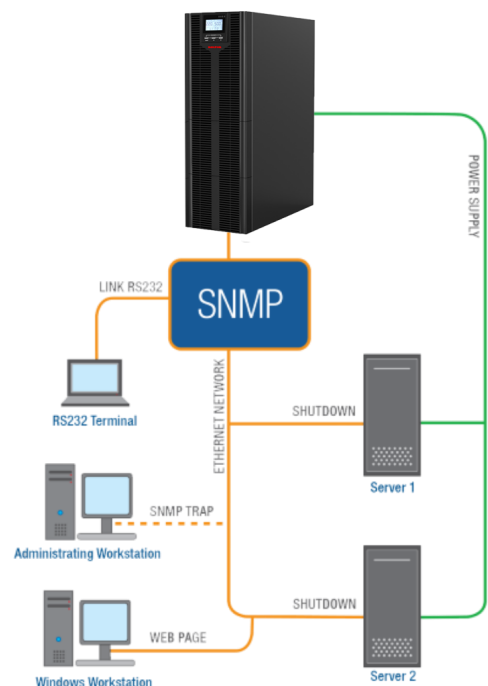 POWER SUPPLY
LINK RS232
SNMP
RS232 Terminal
ETHERNET NETWORK
SHUTDOWN
Server 1
SNMP TRAP
Administrating Workstation
SHUTDOWN
WEB PAGE
Server 2
Windows Workstation